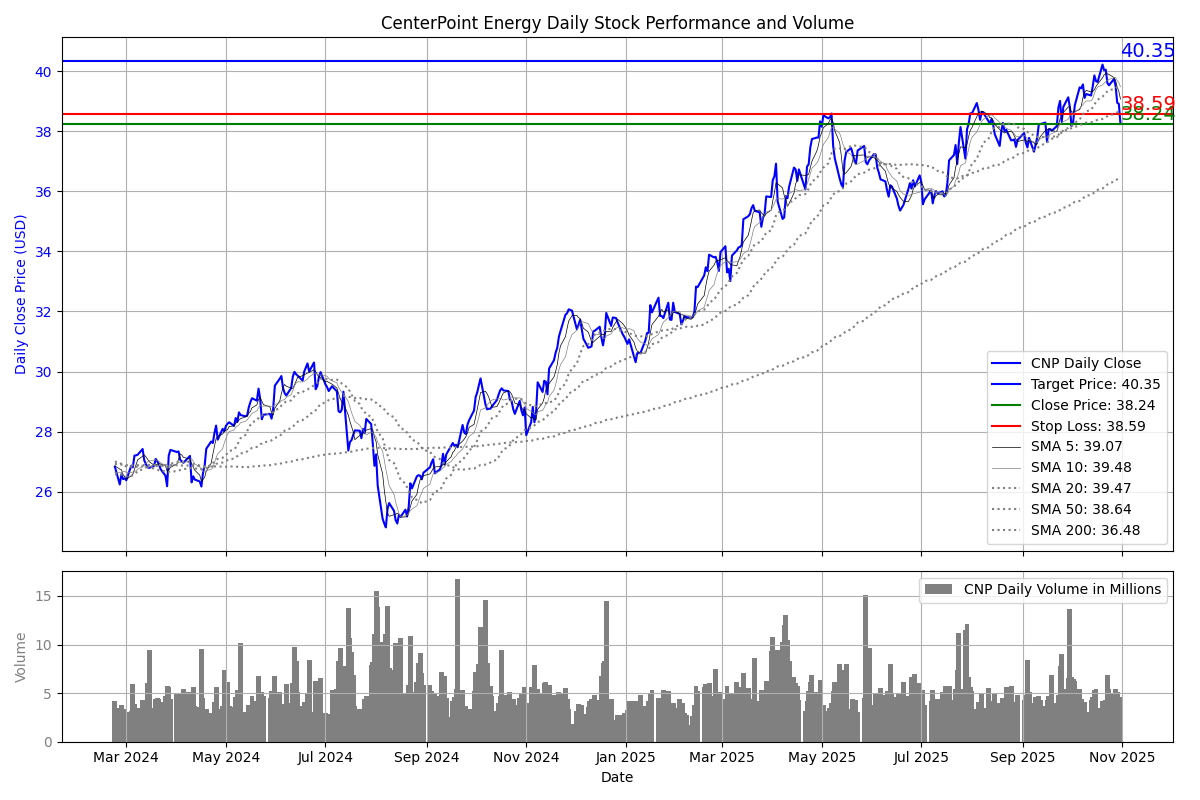 CenterPoint Energy Daily Stock Performance and Volume
40.35
38.59
38.24
Daily Close Price (USD)
40
38
36
34
32
30
28
26
CNP Daily Close
Target Price: 40.35
Close Price: 38.24
Stop Loss: 38.59
SMA 5: 39.07
SMA 10: 39.48
SMA 20: 39.47
SMA 50: 38.64
SMA 200: 36.48
CNP Daily Volume in Millions
Volume
15
10
5
0
Mar 2024 May 2024 Jul 2024 Sep 2024 Nov 2024 Jan 2025 Mar 2025 May 2025 Jul 2025 Sep 2025 Nov 2025
Date